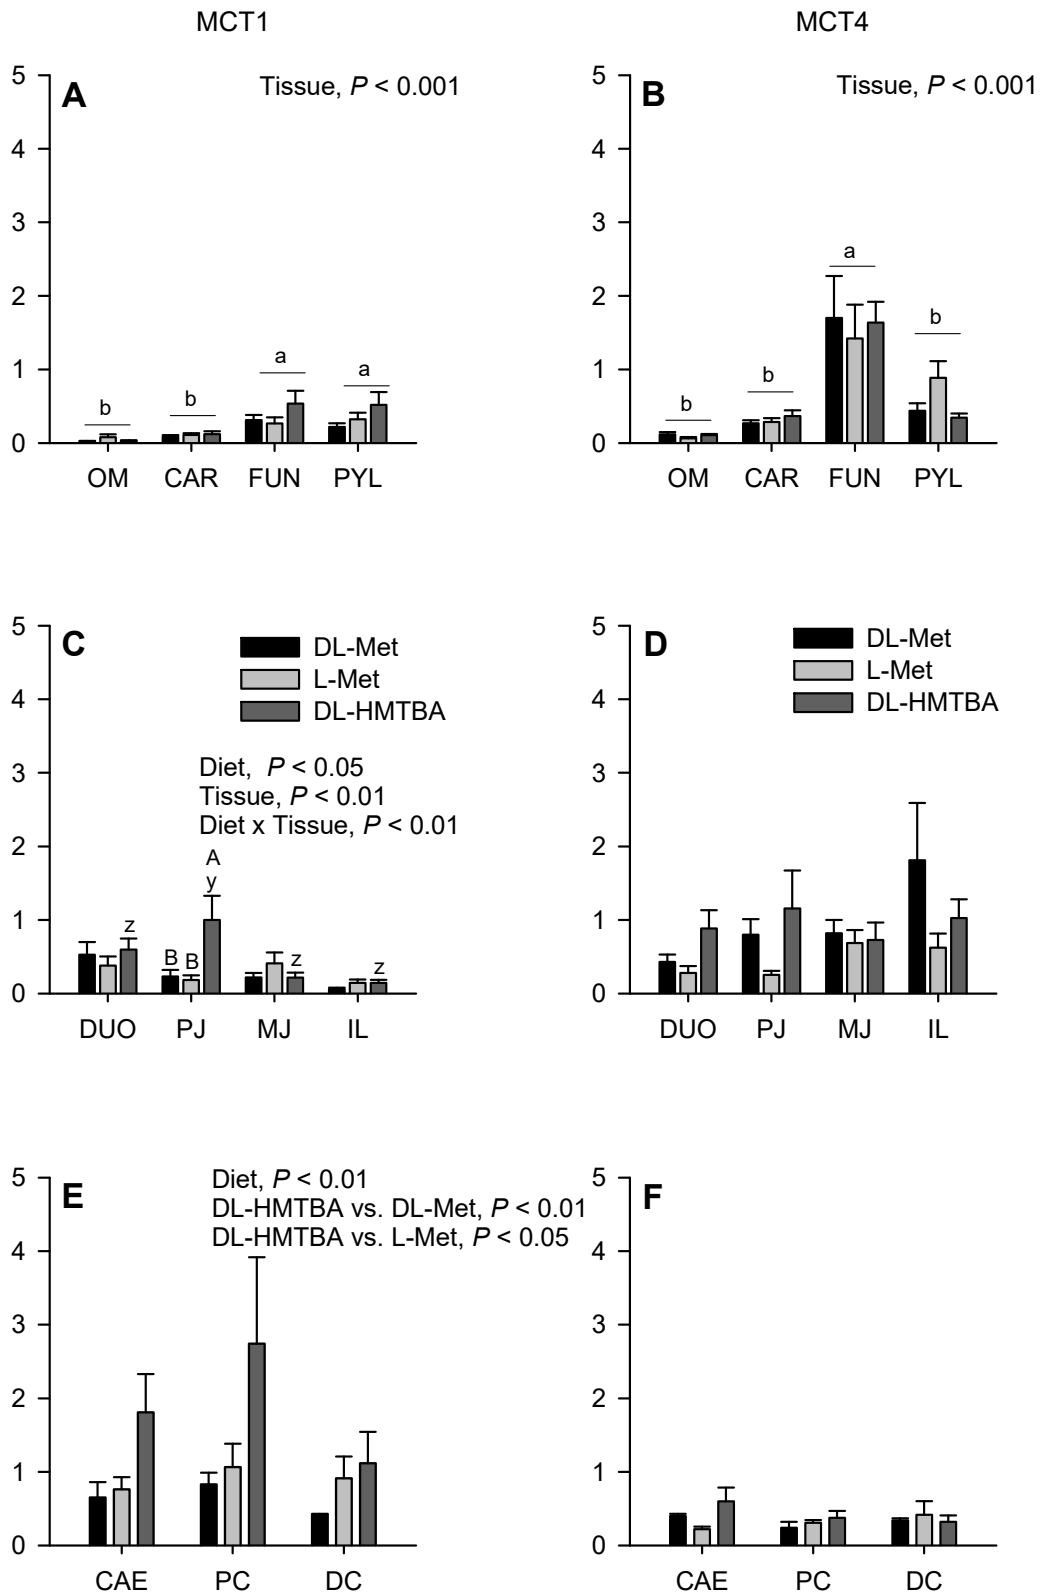 MCT1
MCT4
A
Tissue, P < 0.001
5
4
3
2
1
0
b
b
a
a
OM CAR FUN PYL
B
Tissue, P < 0.001
5
4
3
2
1
0
b
b
a
b
OM CAR FUN PYL
C
DL-Met
L-Met
DL-HMTBA
Diet, P < 0.05
Tissue, P < 0.01
Diet x Tissue, P < 0.01
5
4
3
2
1
0
z
B
B
A
y
z
z
DUO PJ MJ IL
D
DL-Met
L-Met
DL-HMTBA
5
4
3
2
1
0
DUO PJ MJ IL
E
Diet, P < 0.01
DL-HMTBA vs. DL-Met, P < 0.01
DL-HMTBA vs. L-Met, P < 0.05
5
4
3
2
1
0
CAE PC DC
F
5
4
3
2
1
0
CAE PC DC